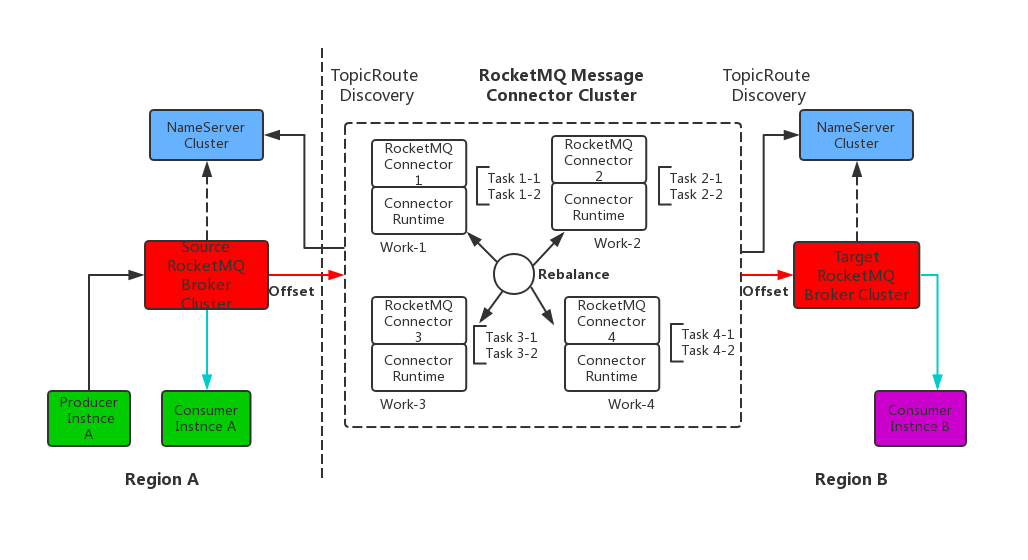 TopicRoute
Discovery
RocketMQ Message
Connector Cluster
TopicRoute
Discovery
NameServer
Cluster
NameServer
Cluster
RocketMQ
Connector
1
Connector
Runtime
Task 1-1
Task 1-2
Work-1
RocketMQ
Connector
2
Connector
Runtime
Task 2-1
Task 2-2
Work-2
Source
RocketMQ
Broker
Cluster
Offset
Rebalance
Offset
Target
RocketMQ
Broker Cluster
RocketMQ
Connector
3
Connector
Runtime
Task 3-1
Task 3-2
Work-3
RocketMQ
Connector
4
Connector
Runtime
Task 4-1
Task 4-2
Work-4
Producer
Instnce
A
Consumer
Instnce A
Consumer
Instnce B
Region A
Region B